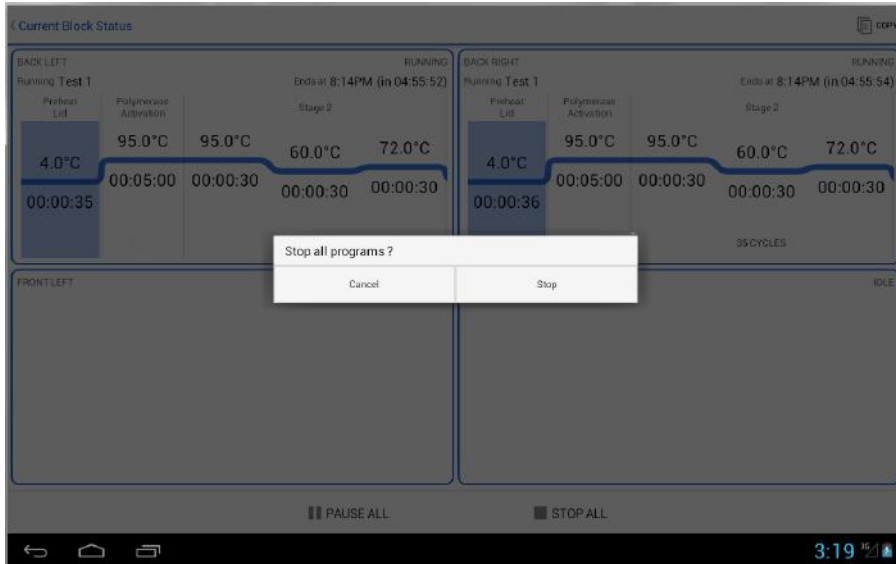 Current Block Status
COPY
BACK LEFT
RUNNING
Running Test 1
Ends at 8:14PM (in 04:55:52)
Preheat
Lid
Polymerase
Activation
Stage 2
4.0°C
95.0°C
95.0°C
60.0°C
72.0°C
00:00:35
00:05:00
00:00:30
00:00:30
00:00:30
BACK RIGHT
RUNNING
Running Test 1
Ends at 8:14PM (in 04:55:54)
Preheat
Lid
Polymerase
Activation
Stage 2
4.0°C
95.0°C
95.0°C
60.0°C
72.0°C
00:00:36
00:05:00
00:00:30
00:00:30
00:00:30
35 CYCLES
Stop all programs ?
Cancel
Stop
FRONT LEFT
IDLE
PAUSE ALL
STOP ALL
3:19
3G